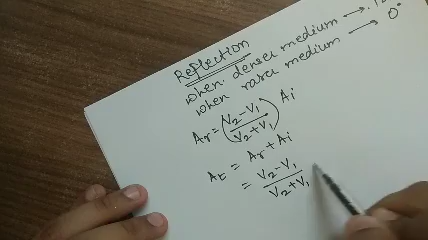 Reflection
when denser medium →
when rarer medium → 0°
Ar = (V2-V1 / V2+V1) Ai
At = Ar + Ai
= V2-V1 / V2+V1